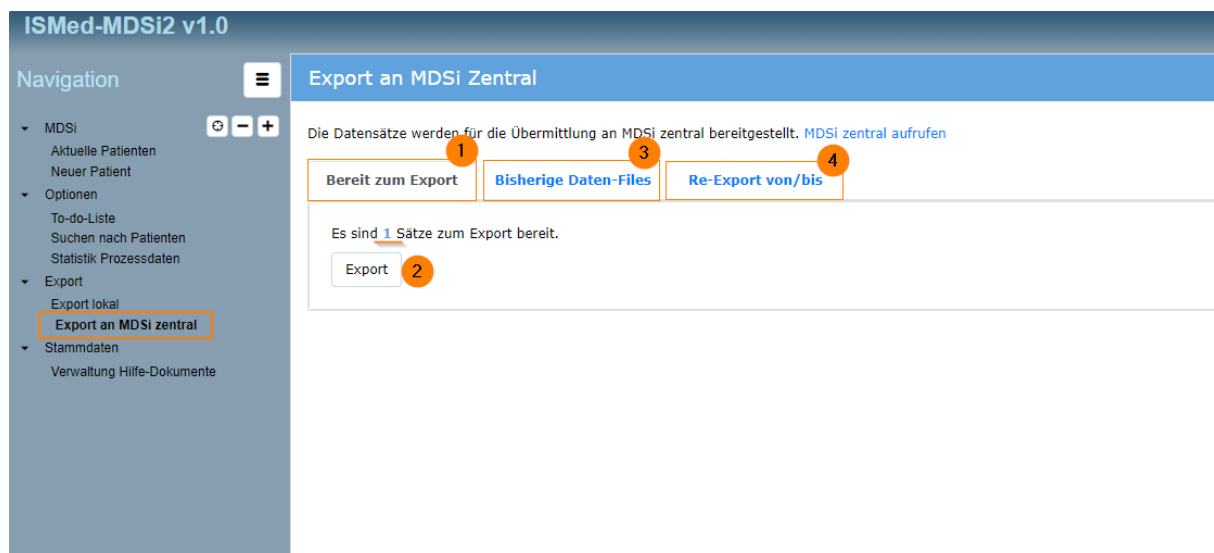 ISMed-MDSi2 v1.0
Navigation
MDSi
Aktuelle Patienten
Neuer Patient
Optionen
To-do-Liste
Suchen nach Patienten
Statistik Prozessdaten
Export
Export lokal
Export an MDSi zentral
Stammdaten
Verwaltung Hilfe-Dokumente
Export an MDSi Zentral
Die Datensätze werden für die Übermittlung an MDSi zentral bereitgestellt. MDSi zentral aufrufen
1 3 4
Bereit zum Export Bisherige Daten-Files Re-Export von/bis
Es sind 1 Sätze zum Export bereit.
Export 2